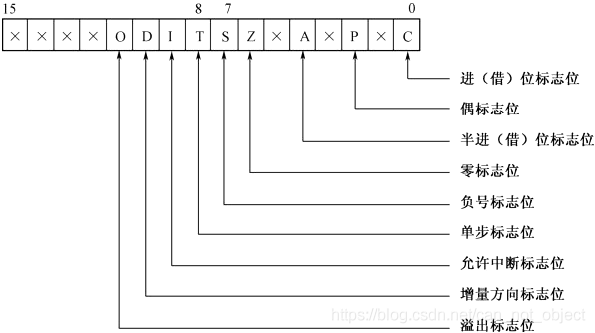 15 8 7 0
× × × × O D I T S Z × A × P × C
进（借）位标志位
偶标志位
半进（借）位标志位
零标志位
负号标志位
单步标志位
允许中断标志位
增量方向标志位
https://blog.csdn.net/can_not_object
溢出标志位